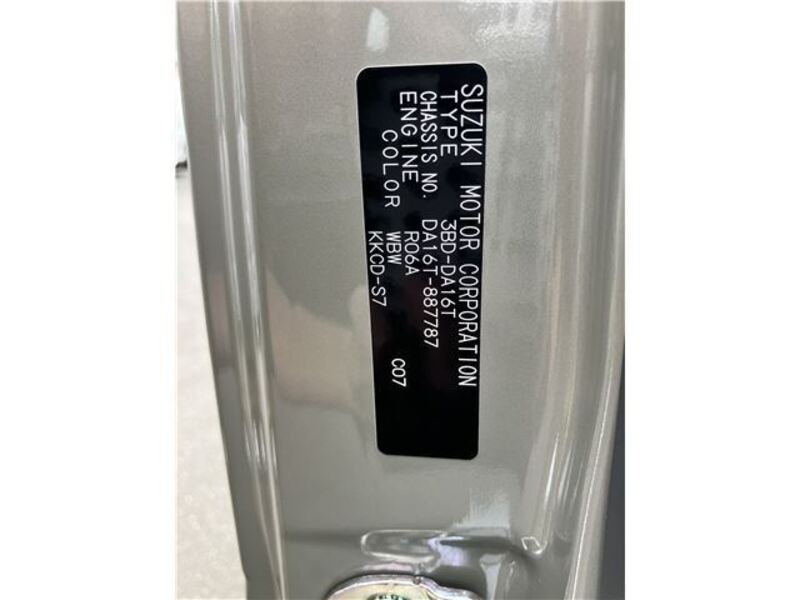 SUZUKI MOTOR CORPORATION
TYPE 3BD-DA16T
CHASSIS NO. DA16T-887787
ENGINE R06A
COLOR WBW C07
KKCD-S7